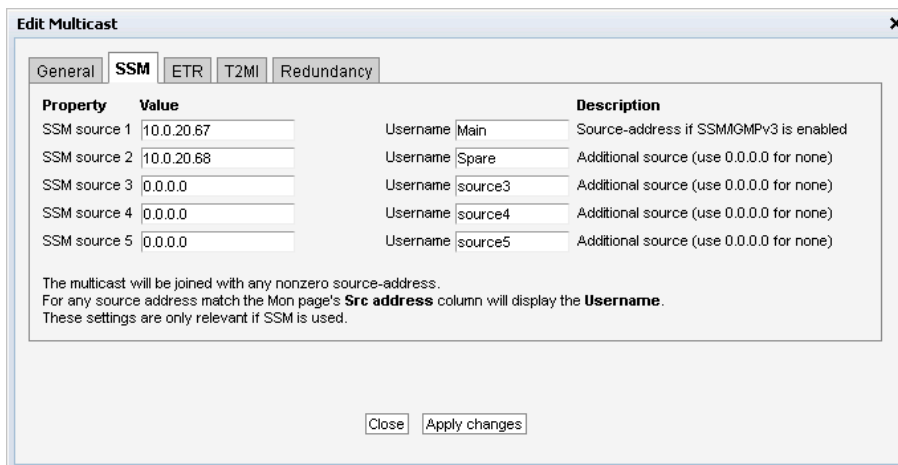 Edit Multicast
General SSM ETR T2MI Redundancy
Property Value Description
SSM source 1 10.0.20.67 Username Main Source-address if SSM/IGMPv3 is enabled
SSM source 2 10.0.20.68 Username Spare Additional source (use 0.0.0.0 for none)
SSM source 3 0.0.0.0 Username source3 Additional source (use 0.0.0.0 for none)
SSM source 4 0.0.0.0 Username source4 Additional source (use 0.0.0.0 for none)
SSM source 5 0.0.0.0 Username source5 Additional source (use 0.0.0.0 for none)
The multicast will be joined with any nonzero source-address.
For any source address match the Mon page's Src address column will display the Username.
These settings are only relevant if SSM is used.
Close Apply changes